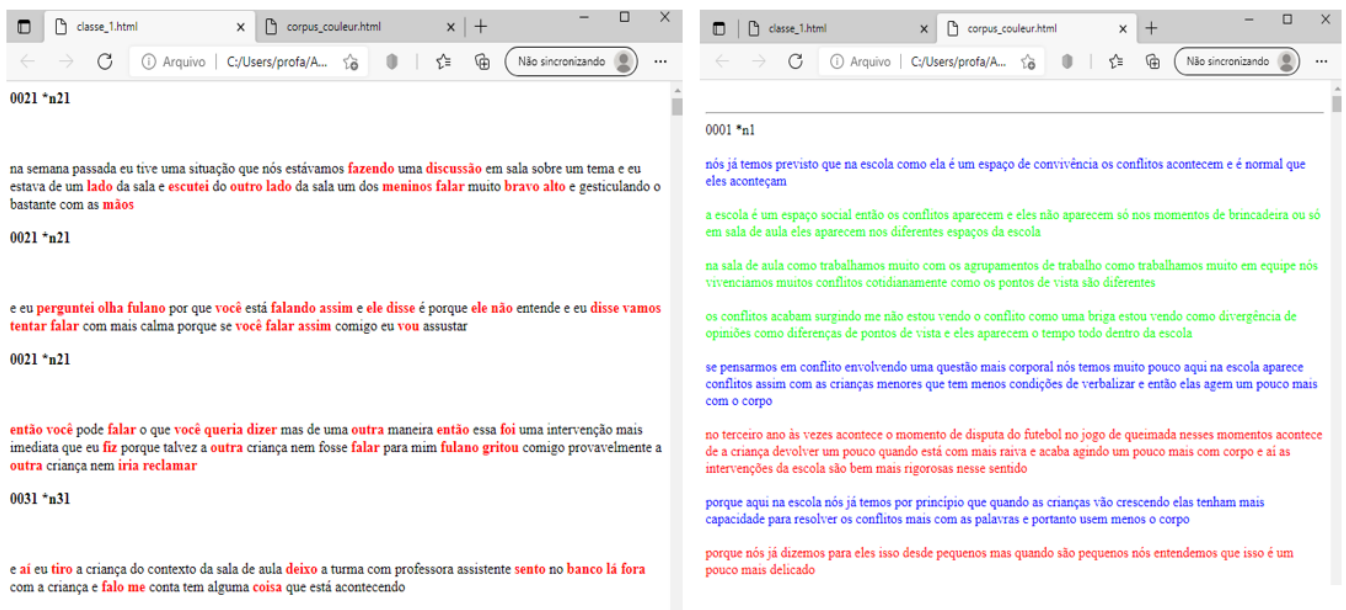 classe_1.html
corpus_couleur.html
Arquivo
C:/Users/profa/A...
Não sincronizando
0021 *n21
na semana passada eu tive uma situação que nós estávamos fazendo uma discussão em sala sobre um tema e eu
estava de um lado da sala e escutei do outro lado da sala um dos meninos falar muito bravo alto e gesticulando o
bastante com as mãos
0021 *n21
e eu perguntei olha fulano por que você está falando assim e ele disse é porque ele não entende e eu disse vamos
tentar falar com mais calma porque se você falar assim comigo eu vou assustar
0021 *n21
então você pode falar o que você queria dizer mas de uma outra maneira então essa foi uma intervenção mais
imediata que eu fiz porque talvez a outra criança nem fosse falar para mim fulano gritou comigo provavelmente a
outra criança nem iria reclamar
0031 *n31
e aí eu tiro a criança do contexto da sala de aula deixo a turma com professora assistente sento no banco lá fora
com a criança e falo me conta tem alguma coisa que está acontecendo
classe_1.html
corpus_couleur.html
Arquivo
C:/Users/profa/A...
Não sincronizando
0001 *n1
nós já temos previsto que na escola como ela é um espaço de convivência os conflitos acontecem e é normal que
eles aconteçam
a escola é um espaço social então os conflitos aparecem e eles não aparecem só nos momentos de brincadeira ou só
em sala de aula eles aparecem nos diferentes espaços da escola
na sala de aula como trabalhamos muito com os agrupamentos de trabalho como trabalhamos muito em equipe nós
vivenciamos muitos conflitos cotidianamente como os pontos de vista são diferentes
os conflitos acabam surgindo me não estou vendo o conflito como uma briga estou vendo como divergência de
opiniões como diferenças de pontos de vista e eles aparecem o tempo todo dentro da escola
se pensarmos em conflito envolvendo uma questão mais corporal nós temos muito pouco aqui na escola aparece
conflitos assim com as crianças menores que tem menos condições de verbalizar e então elas agem um pouco mais
com o corpo
no terceiro ano às vezes acontece o momento de disputa do futebol no jogo de queimada nesses momentos acontece
de a criança devolver um pouco quando está com mais raiva e acaba agindo um pouco mais com corpo e aí as
intervenções da escola são bem mais rigorosas nesse sentido
porque aqui na escola nós já temos por princípio que quando as crianças vão crescendo elas tenham mais
capacidade para resolver os conflitos mais com as palavras e portanto usem menos o corpo
porque nós já dizemos para eles isso desde pequenos mas quando são pequenos nós entendemos que isso é um
pouco mais delicado